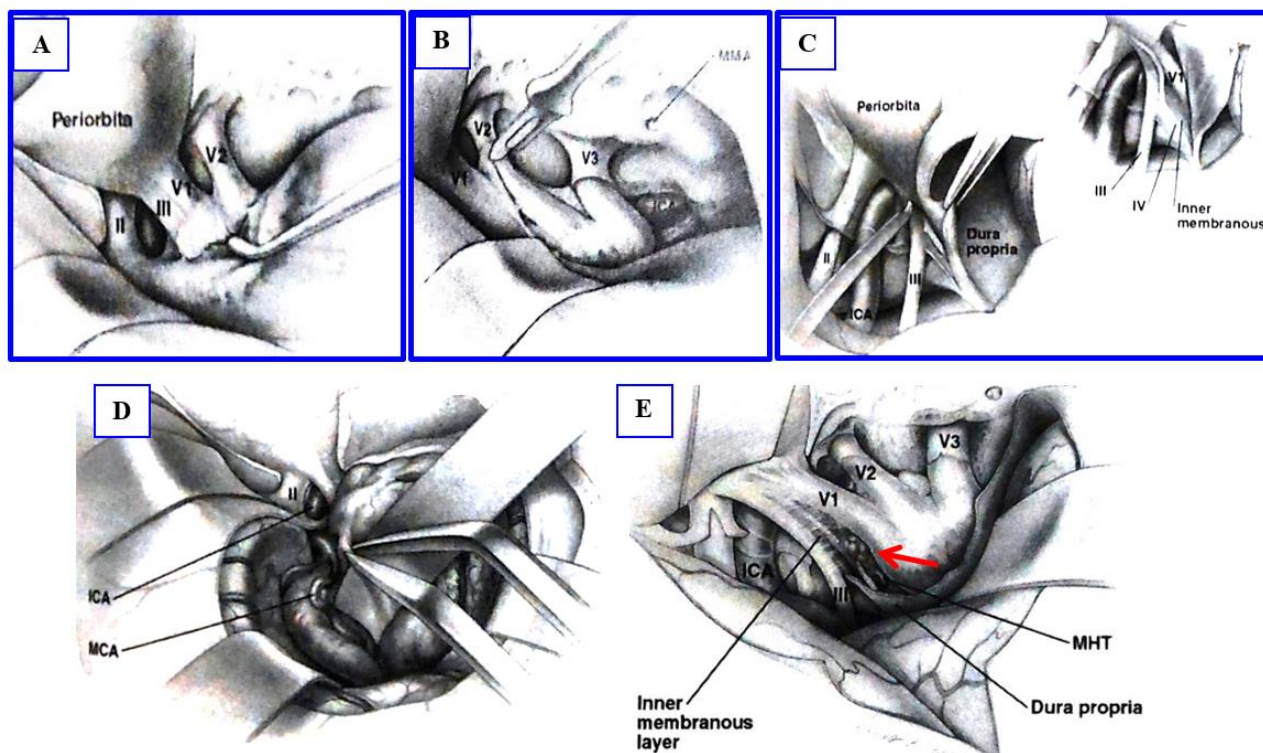 A
Periorbita
V2
V1
III
II
B
MMA
V2
V3
V1
ICA
C
Periorbita
V1
III
IV
Inner
membranous
Dura
propria
II
III
ICA
D
II
ICA
MCA
E
V3
V2
V1
ICA
III
MHT
Dura propria
Inner
membranous
layer